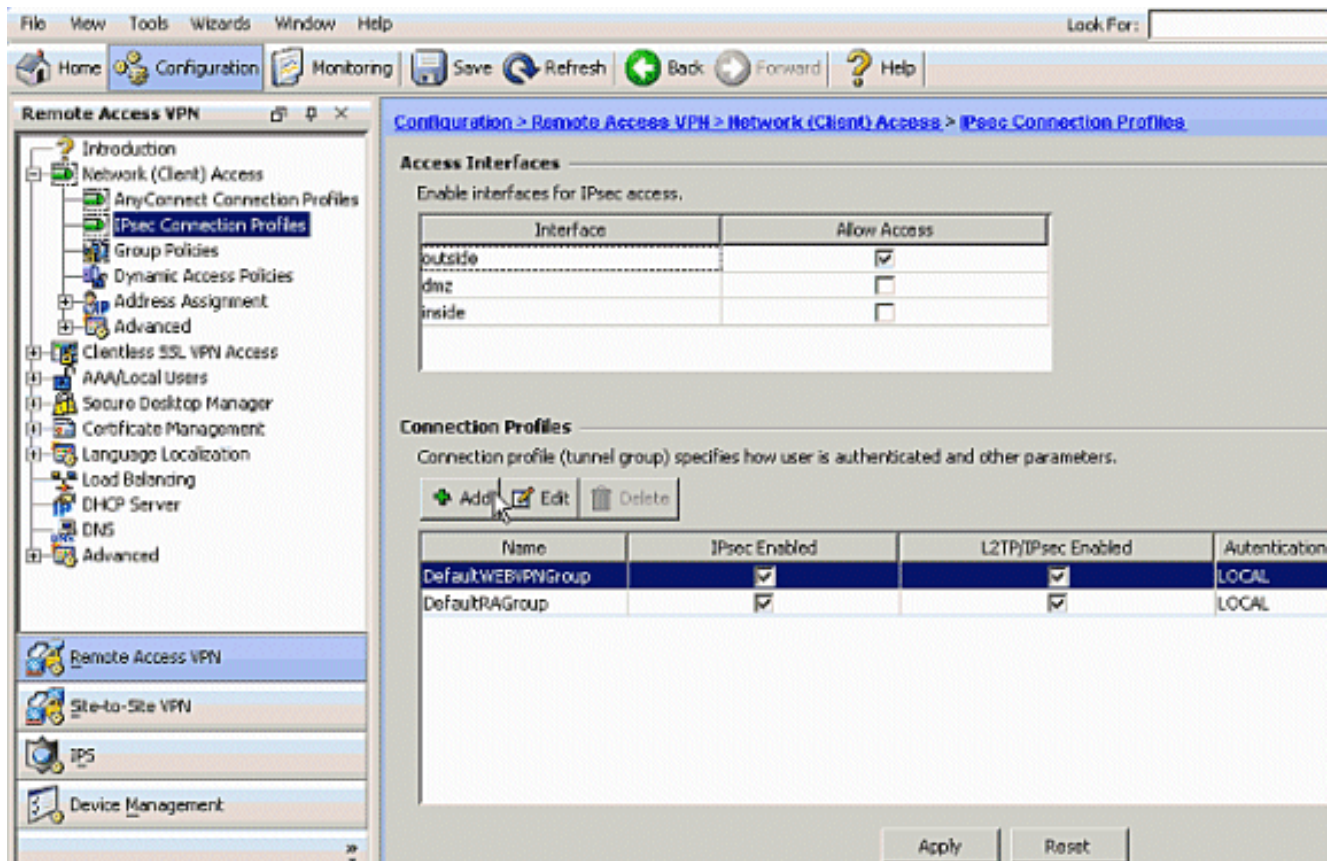 File View Tools Wizards Window Help Look For:
Home Configuration Monitoring Save Refresh Back Forward Help
Remote Access VPN
Introduction
Network (Client) Access
AnyConnect Connection Profiles
IPsec Connection Profiles
Group Policies
Dynamic Access Policies
Address Assignment
Advanced
Clientless SSL VPN Access
AAA/Local Users
Secure Desktop Manager
Certificate Management
Language Localization
Load Balancing
DHCP Server
DNS
Advanced
Remote Access VPN
Site-to-Site VPN
IPS
Device Management
Configuration > Remote Access VPN > Network (Client) Access > IPsec Connection Profiles
Access Interfaces
Enable interfaces for IPsec access.
Interface Allow Access
outside
dmz
inside
Connection Profiles
Connection profile (tunnel group) specifies how user is authenticated and other parameters.
Add Edit Delete
Name IPsec Enabled L2TP/IPsec Enabled Autentication
DefaultWEBVPNGroup LOCAL
DefaultRAGroup LOCAL
Apply Reset